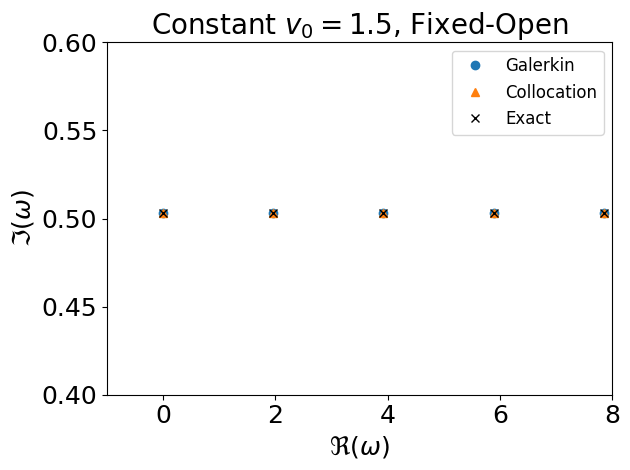 Constant $v_0 = 1.5$, Fixed-Open
0.60
0.55
0.50
0.45
0.40
ℑ(ω)
Galerkin
Collocation
Exact
0 2 4 6 8
ℜ(ω)